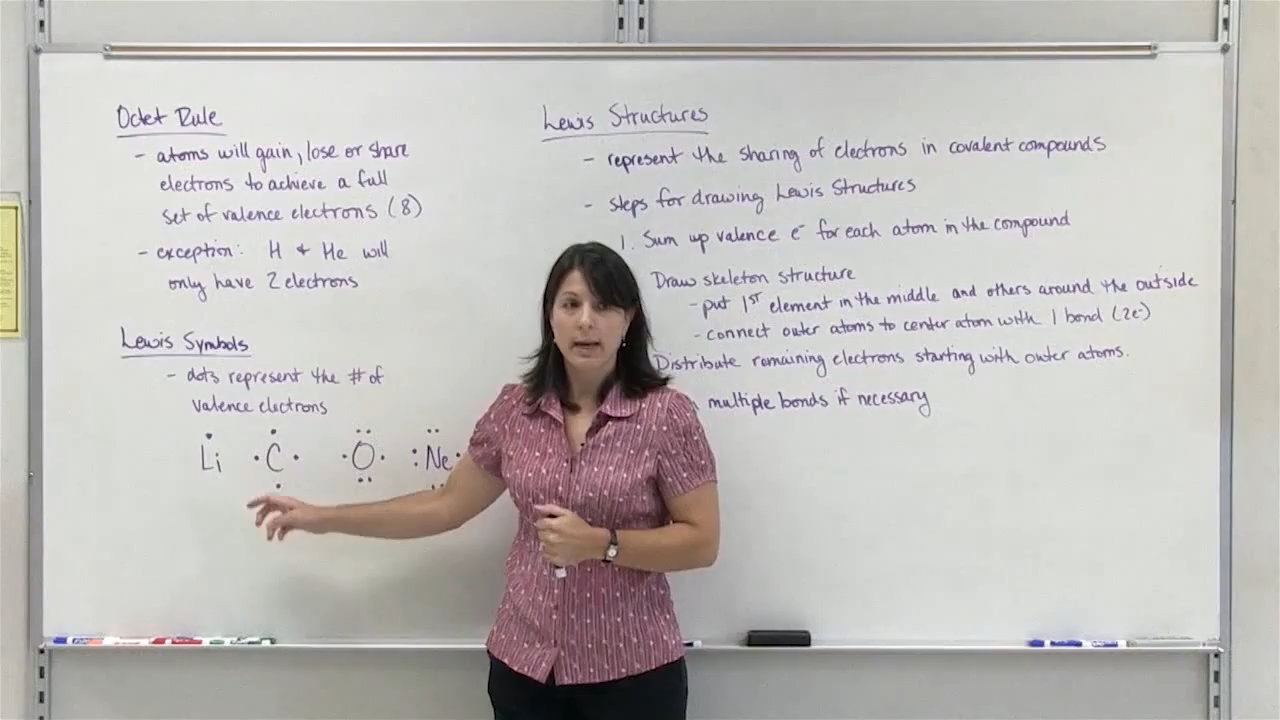 Octet Rule
- atoms will gain, lose or share
electrons to achieve a full
set of valence electrons (8)
- exception: H & He will
only have 2 electrons
Lewis Symbols
- dots represent the # of
valence electrons
Li C O Ne
Lewis Structures
- represent the sharing of electrons in covalent compounds
- steps for drawing Lewis Structures
1. Sum up valence e⁻ for each atom in the compound
Draw skeleton structure
- put 1ST element in the middle and others around the outside
- connect outer atoms to center atom with 1 bond (2e⁻)
Distribute remaining electrons starting with outer atoms.
multiple bonds if necessary